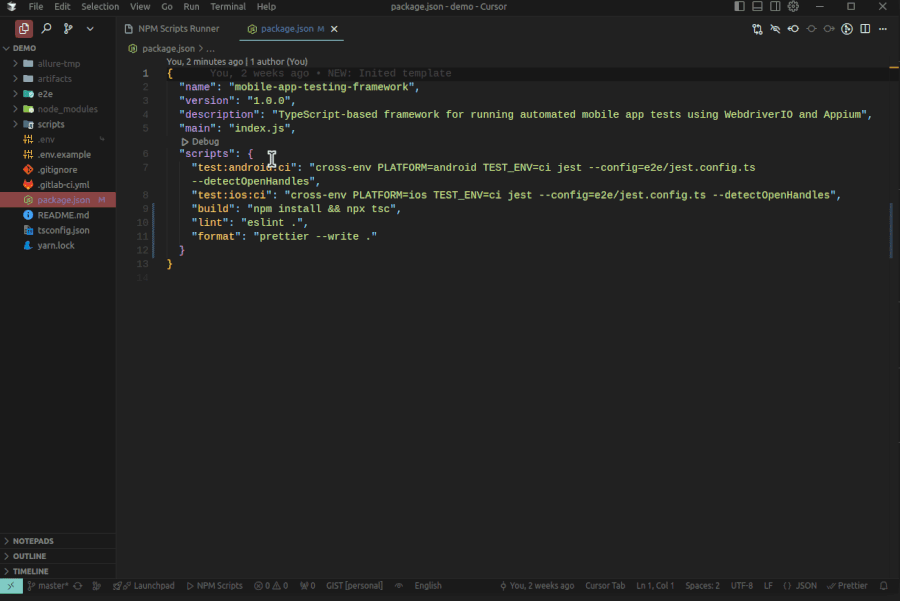 File Edit Selection View Go Run Terminal Help package.json - demo - Cursor
NPM Scripts Runner package.json M
DEMO
package.json > ...
allure-tmp
artifacts
e2e
node_modules
scripts
.env
.env.example
.gitignore
.gitlab-ci.yml
package.json M
README.md
tsconfig.json
yarn.lock
You, 2 minutes ago | 1 author (You)
1 { You, 2 weeks ago • NEW: Inited template
2 "name": "mobile-app-testing-framework",
3 "version": "1.0.0",
4 "description": "TypeScript-based framework for running automated mobile app tests using WebdriverIO and Appium",
5 "main": "index.js",
Debug
6 "scripts": {
7 "test:android:ci": "cross-env PLATFORM=android TEST_ENV=ci jest --config=e2e/jest.config.ts
--detectOpenHandles",
8 "test:ios:ci": "cross-env PLATFORM=ios TEST_ENV=ci jest --config=e2e/jest.config.ts --detectOpenHandles",
9 "build": "npm install && npx tsc",
10 "lint": "eslint .",
11 "format": "prettier --write ."
12 }
13 }
14
NOTEPADS
OUTLINE
TIMELINE
master* Launchpad NPM Scripts 0 0 0 GIST [personal] English You, 2 weeks ago Cursor Tab Ln 1, Col 1 Spaces: 2 UTF-8 LF {} JSON Prettier